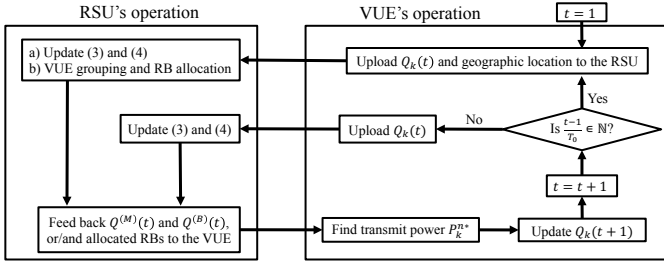 RSU's operation
VUE's operation
t = 1
a) Update (3) and (4)
b) VUE grouping and RB allocation
Upload Q_k(t) and geographic location to the RSU
Yes
Update (3) and (4)
Upload Q_k(t)
No
Is \frac{t-1}{T_0} ∈ ℕ?
t = t + 1
Feed back Q^{(M)}(t) and Q^{(B)}(t),
or/and allocated RBs to the VUE
Find transmit power P_k^{n*}
Update Q_k(t+1)